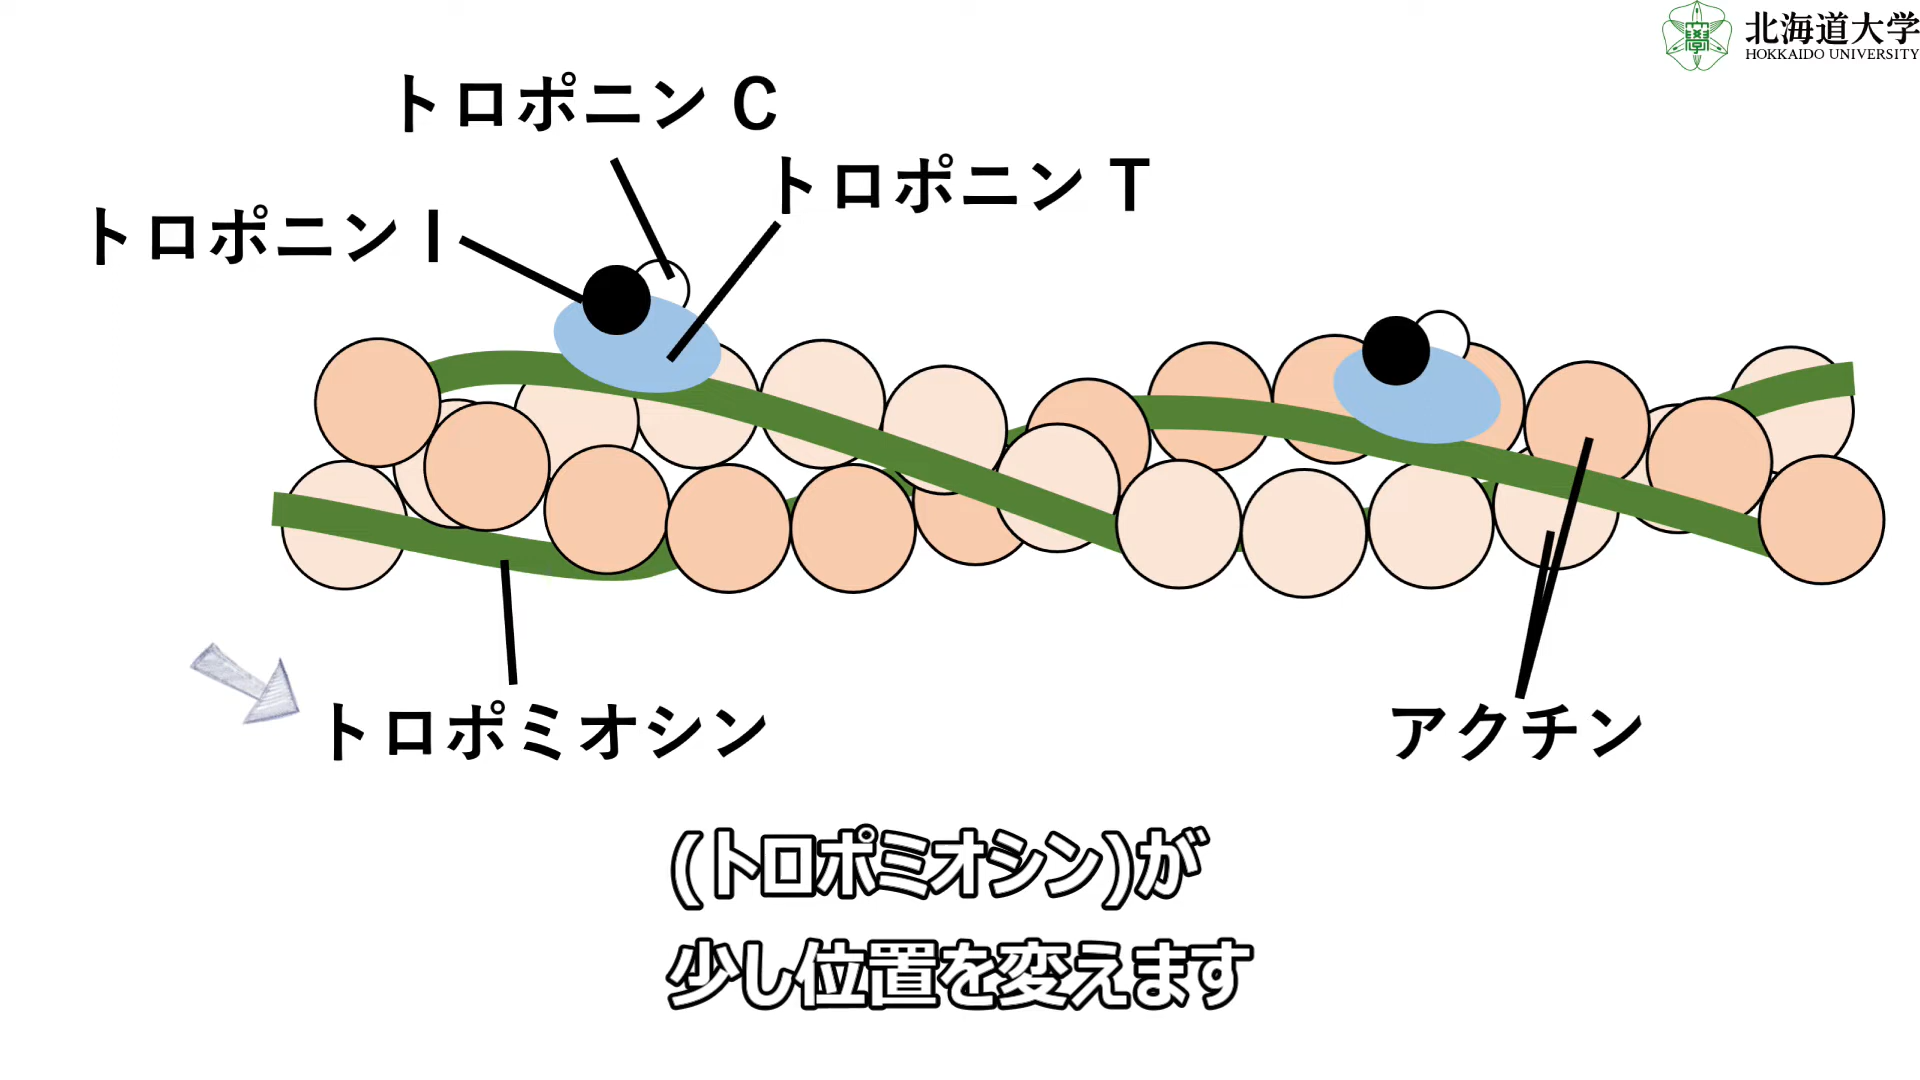 北海道大学
HOKKAIDO UNIVERSITY
トロポニン C
トロポニン T
トロポニン I
トロポミオシン
アクチン
(トロポミオシン)が
少し位置を変えます